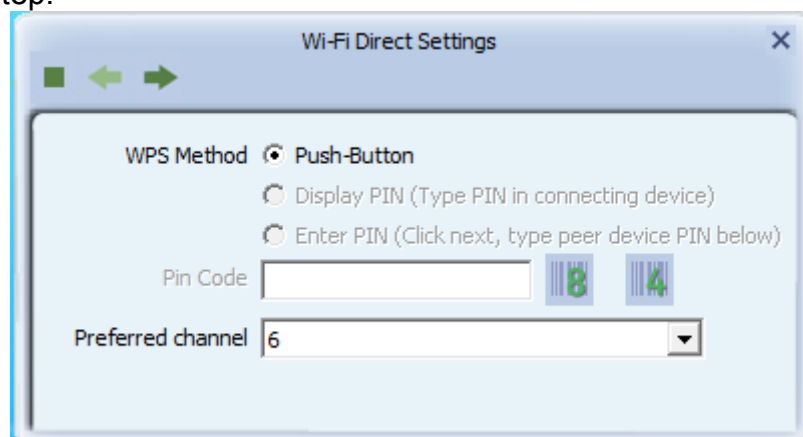 top.
Wi-Fi Direct Settings
WPS Method Push-Button
Display PIN (Type PIN in connecting device)
Enter PIN (Click next, type peer device PIN below)
Pin Code 8 4
Preferred channel 6